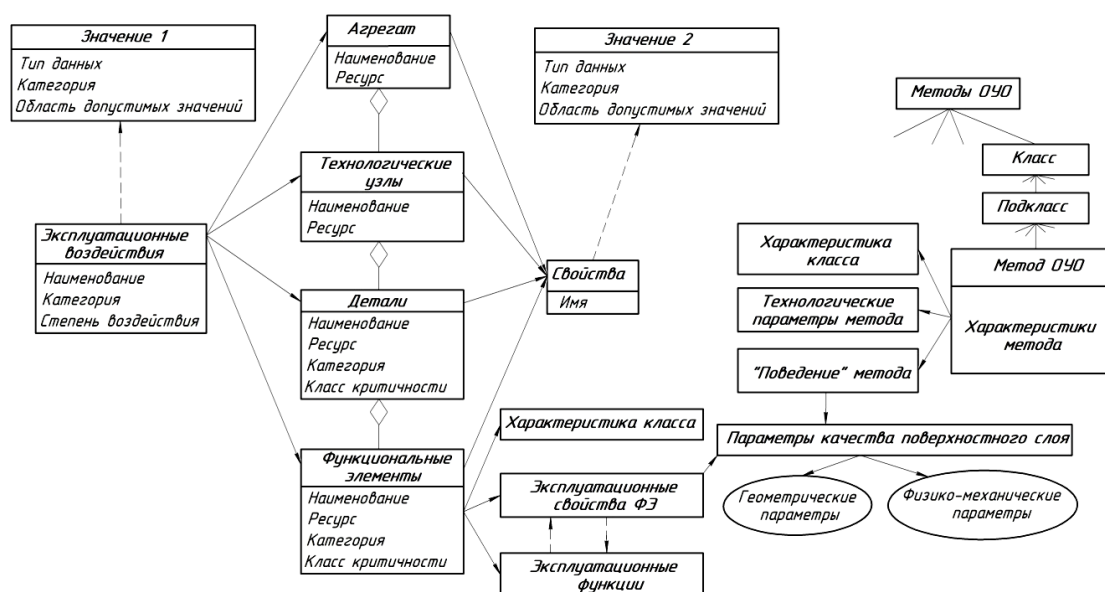 Значение 1
Тип данных
Категория
Область допустимых значений
Агрегат
Наименование
Ресурс
Значение 2
Тип данных
Категория
Область допустимых значений
Методы ОУО
Класс
Подкласс
Технологические
узлы
Наименование
Ресурс
Эксплуатационные
воздействия
Наименование
Категория
Степень воздействия
Свойства
Имя
Характеристика
класса
Метод ОУО
Характеристики
метода
Технологические
параметры метода
"Поведение" метода
Детали
Наименование
Ресурс
Категория
Класс критичности
Характеристика класса
Параметры качества поверхностного слоя
Функциональные
элементы
Наименование
Ресурс
Категория
Класс критичности
Эксплуатационные
свойства ФЭ
Геометрические
параметры
Физико-механические
параметры
Эксплуатационные
функции